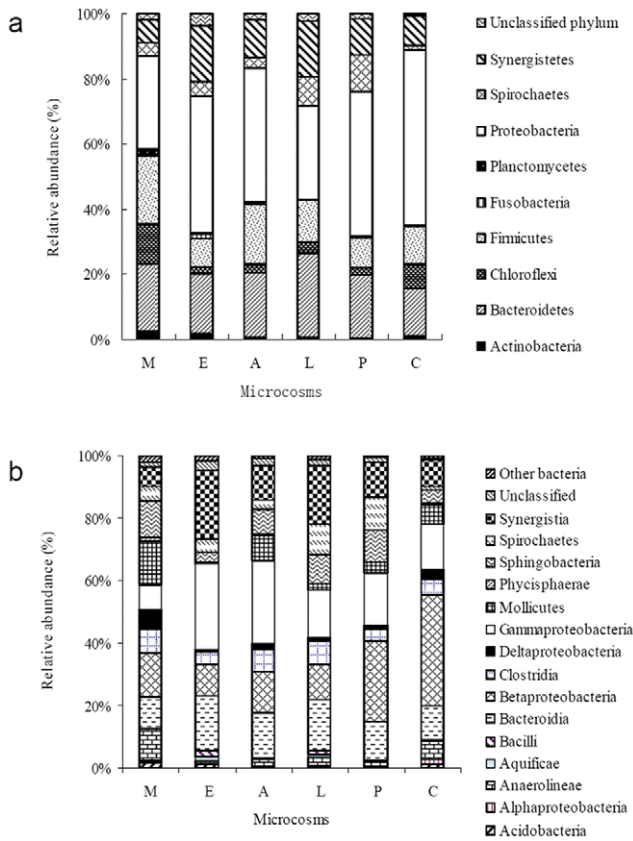 a
100%
80%
60%
40%
20%
0%
Relative abundance (%)
M E A L P C
Microcosms
Unclassified phylum
Synergistetes
Spirochaetes
Proteobacteria
Planctomycetes
Fusobacteria
Firmicutes
Chloroflexi
Bacteroidetes
Actinobacteria
b
100%
80%
60%
40%
20%
0%
Relative abundance (%)
M E A L P C
Microcosms
Other bacteria
Unclassified
Synergistia
Spirochaetes
Sphingobacteria
Phycisphaerae
Mollicutes
Gammaproteobacteria
Deltaproteobacteria
Clostridia
Betaproteobacteria
Bacteroidia
Bacilli
Aquificae
Anaerolineae
Alphaproteobacteria
Acidobacteria